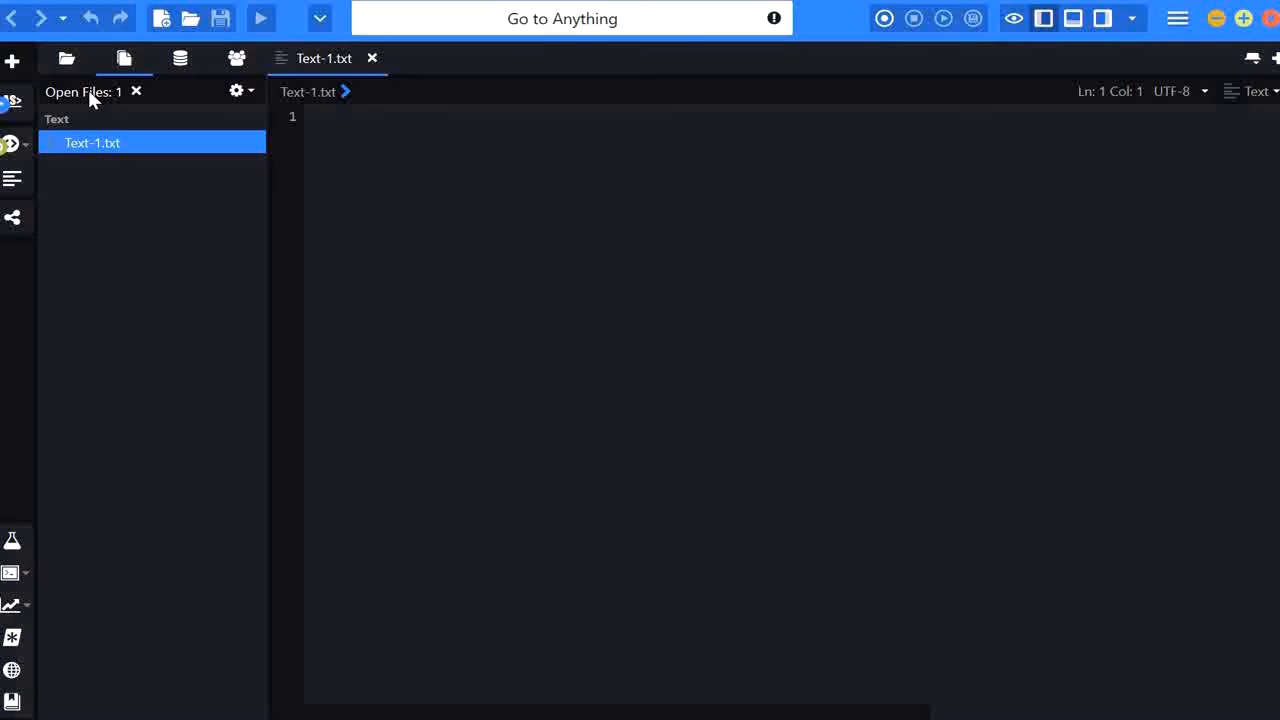 Go to Anything
Text-1.txt
Open Files: 1
Text-1.txt
Ln: 1 Col: 1
UTF-8
Text
Text
Text-1.txt
1